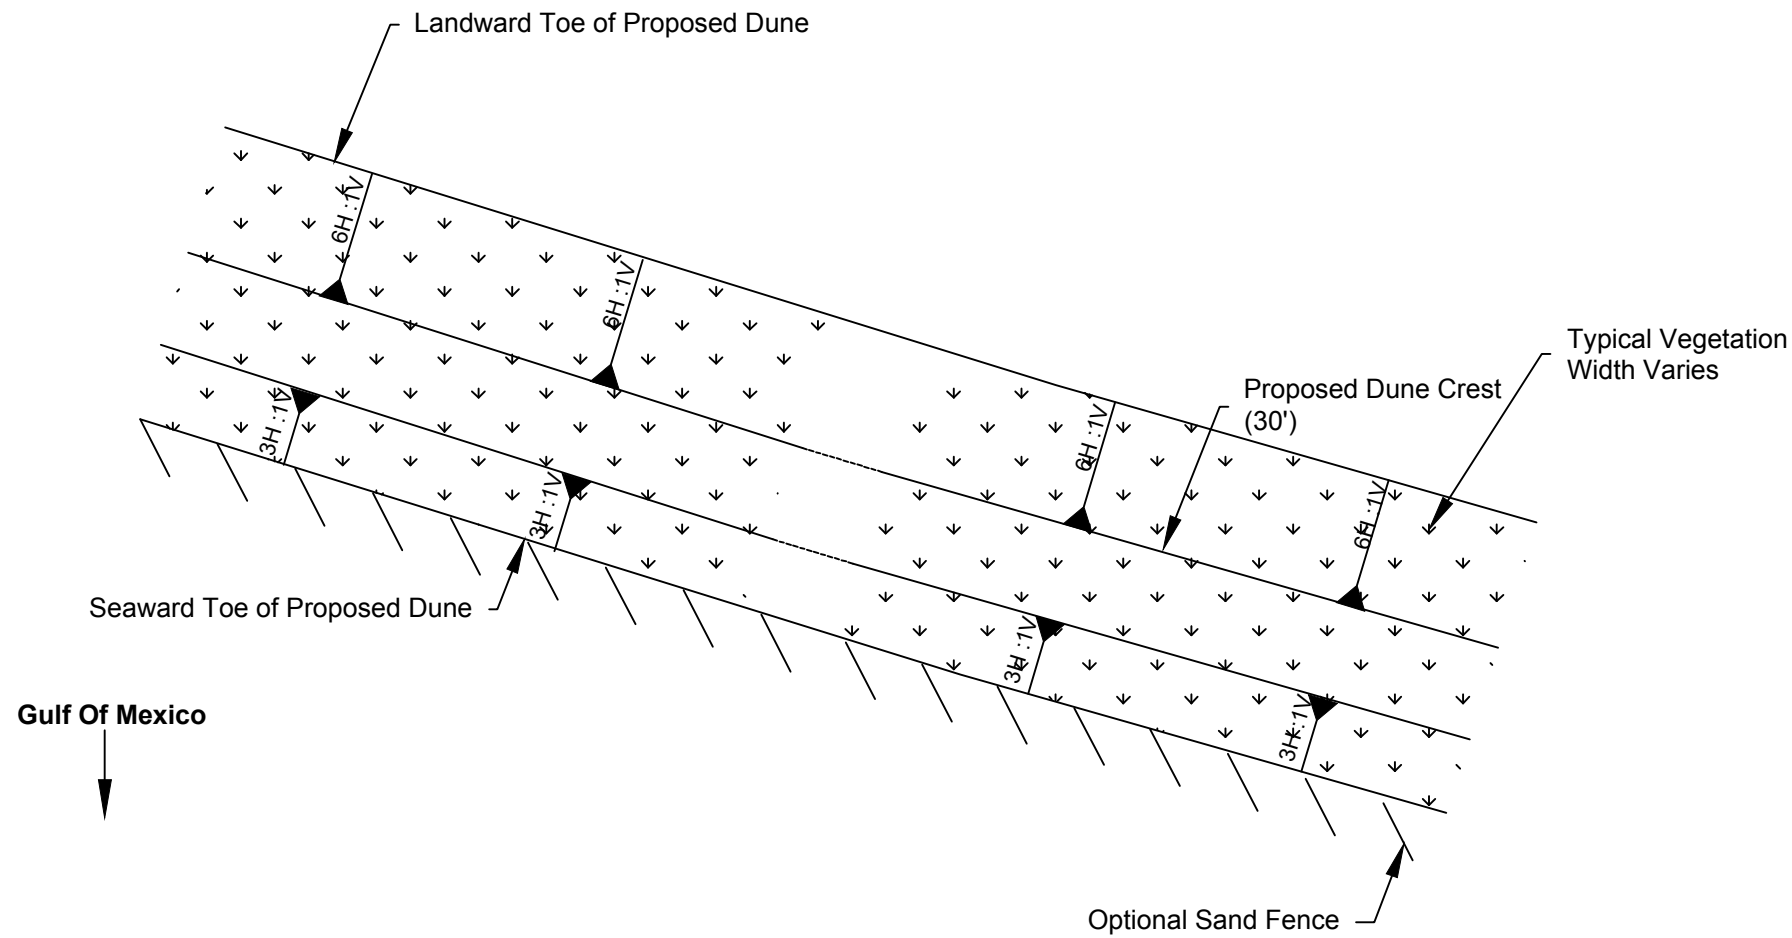 Landward Toe of Proposed Dune
6H :1V
6H :1V
Typical Vegetation
Width Varies
Proposed Dune Crest
(30')
6H :1V
3H :1V
6H :1V
3H :1V
Seaward Toe of Proposed Dune
3H :1V
Gulf Of Mexico
3H :1V
Optional Sand Fence